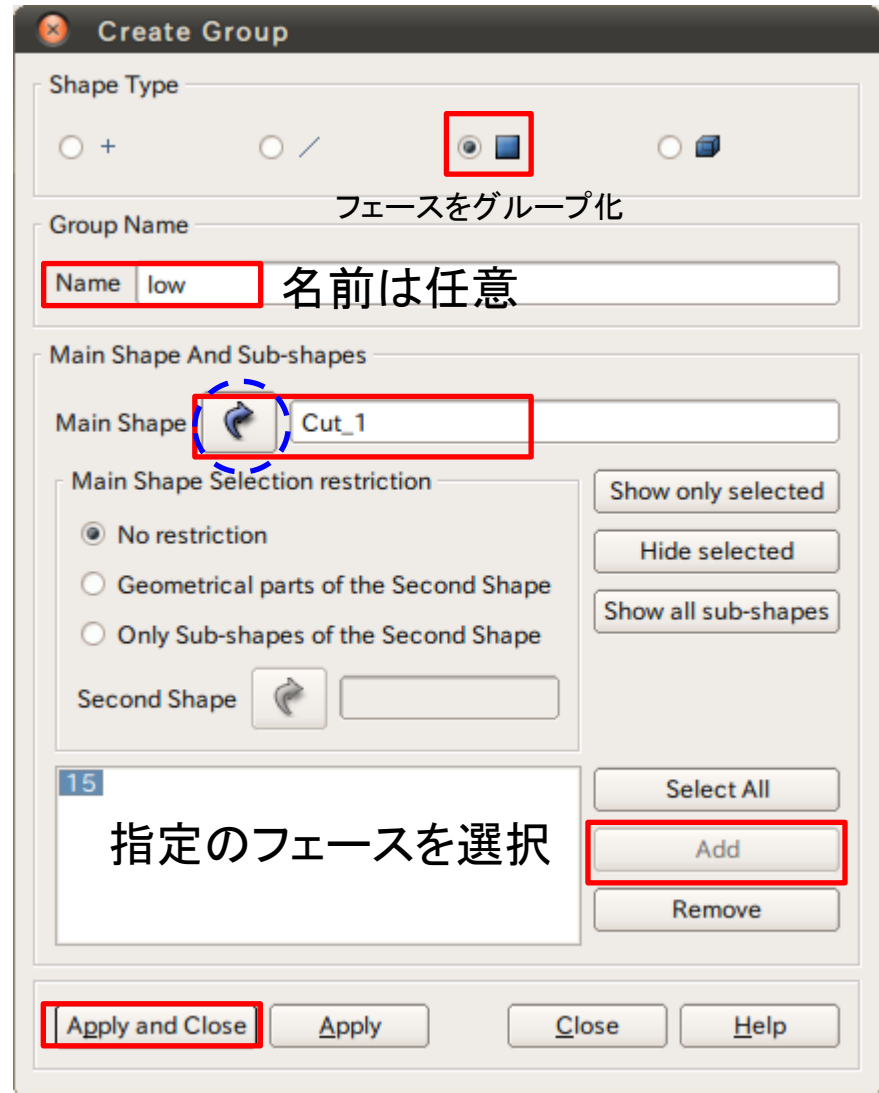 Create Group
Shape Type
フェースをグループ化
Group Name
Name low 名前は任意
Main Shape And Sub-shapes
Main Shape Cut_1
Main Shape Selection restriction
Show only selected
No restriction
Hide selected
Geometrical parts of the Second Shape
Show all sub-shapes
Only Sub-shapes of the Second Shape
Second Shape
15
Select All
指定のフェースを選択
Add
Remove
Apply and Close Apply Close Help